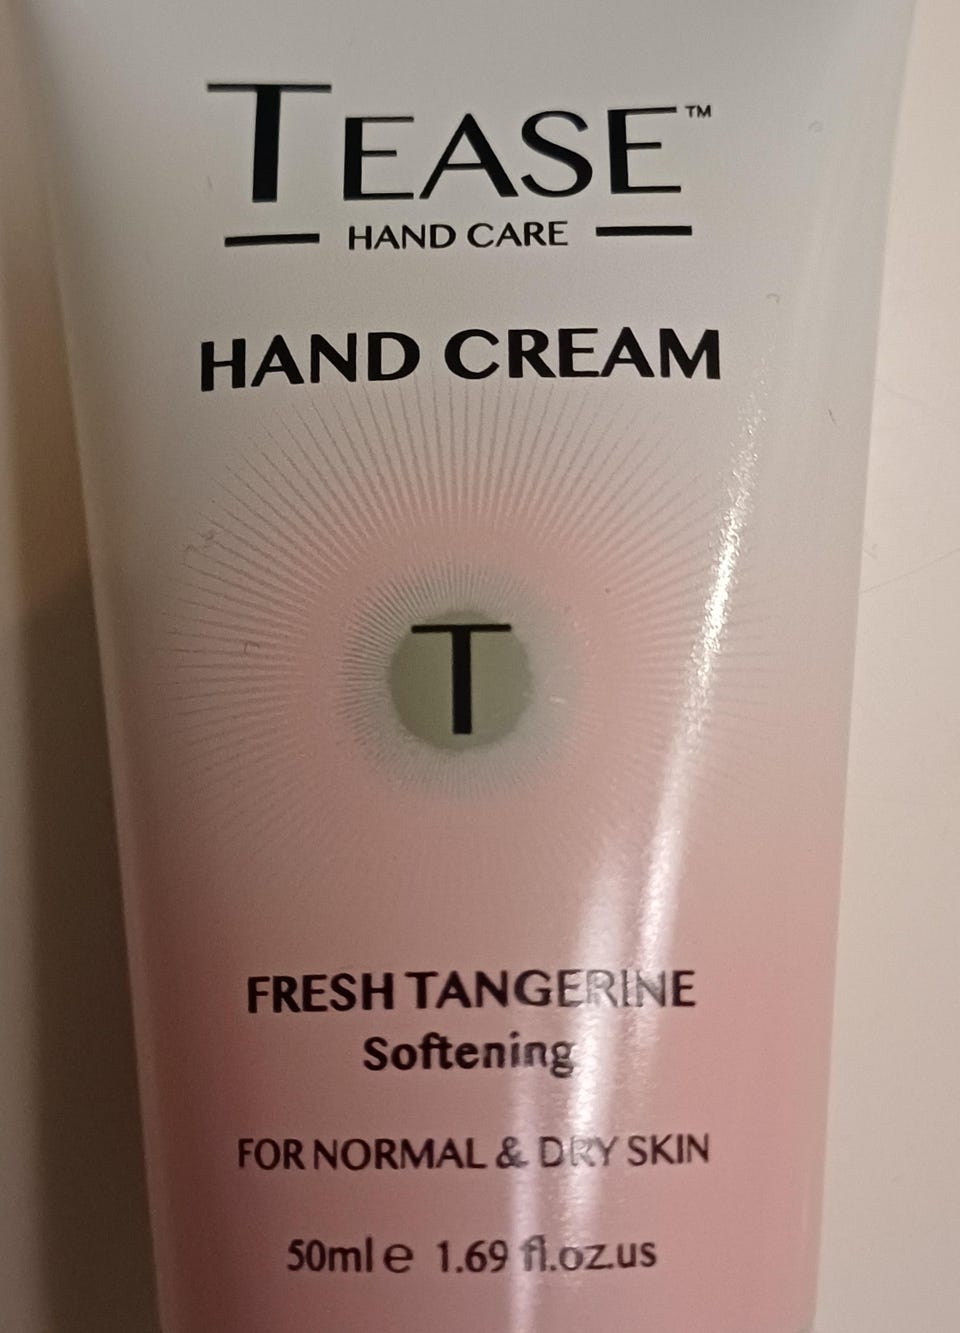 TEASE™
HAND CARE
HAND CREAM
T
FRESH TANGERINE
Softening
FOR NORMAL & DRY SKIN
50ml e 1.69 fl.oz.us